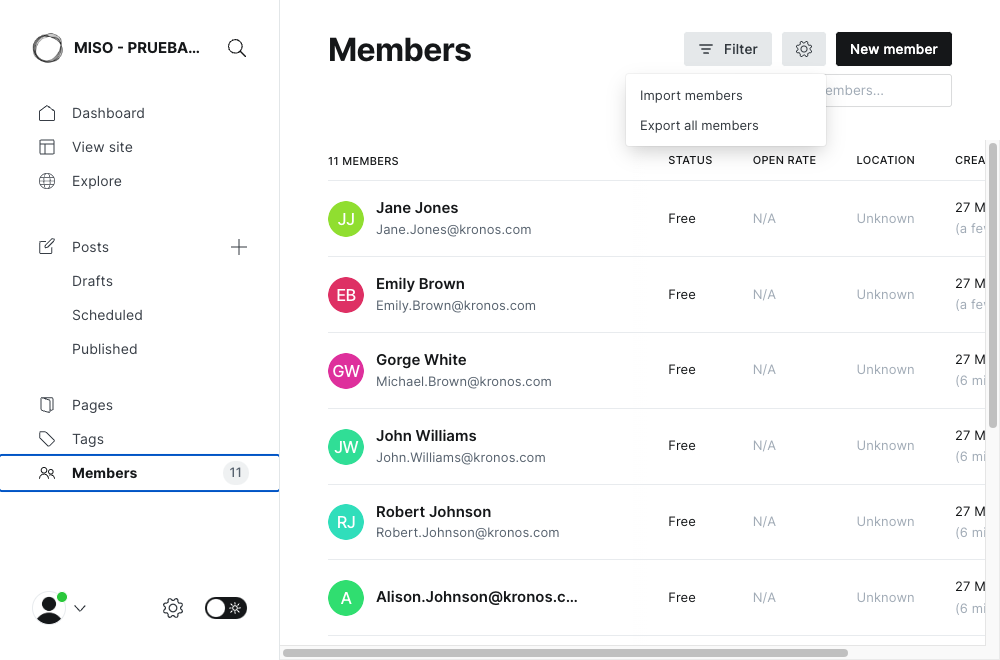 MISO - PRUEBA...
Dashboard
View site
Explore
Posts
Drafts
Scheduled
Published
Pages
Tags
Members 11
Members
Filter
New member
Import members
Export all members
11 MEMBERS STATUS OPEN RATE LOCATION
JJ Jane Jones
Jane.Jones@kronos.com
Free N/A Unknown 27 M
EB Emily Brown
Emily.Brown@kronos.com
Free N/A Unknown 27 M
GW Gorge White
Michael.Brown@kronos.com
Free N/A Unknown 27 M
(6 mi
JW John Williams
John.Williams@kronos.com
Free N/A Unknown 27 M
(6 mi
RJ Robert Johnson
Robert.Johnson@kronos.com
Free N/A Unknown 27 M
(6 mi
A Alison.Johnson@kronos.c...
Free N/A Unknown 27 M
(6 mi